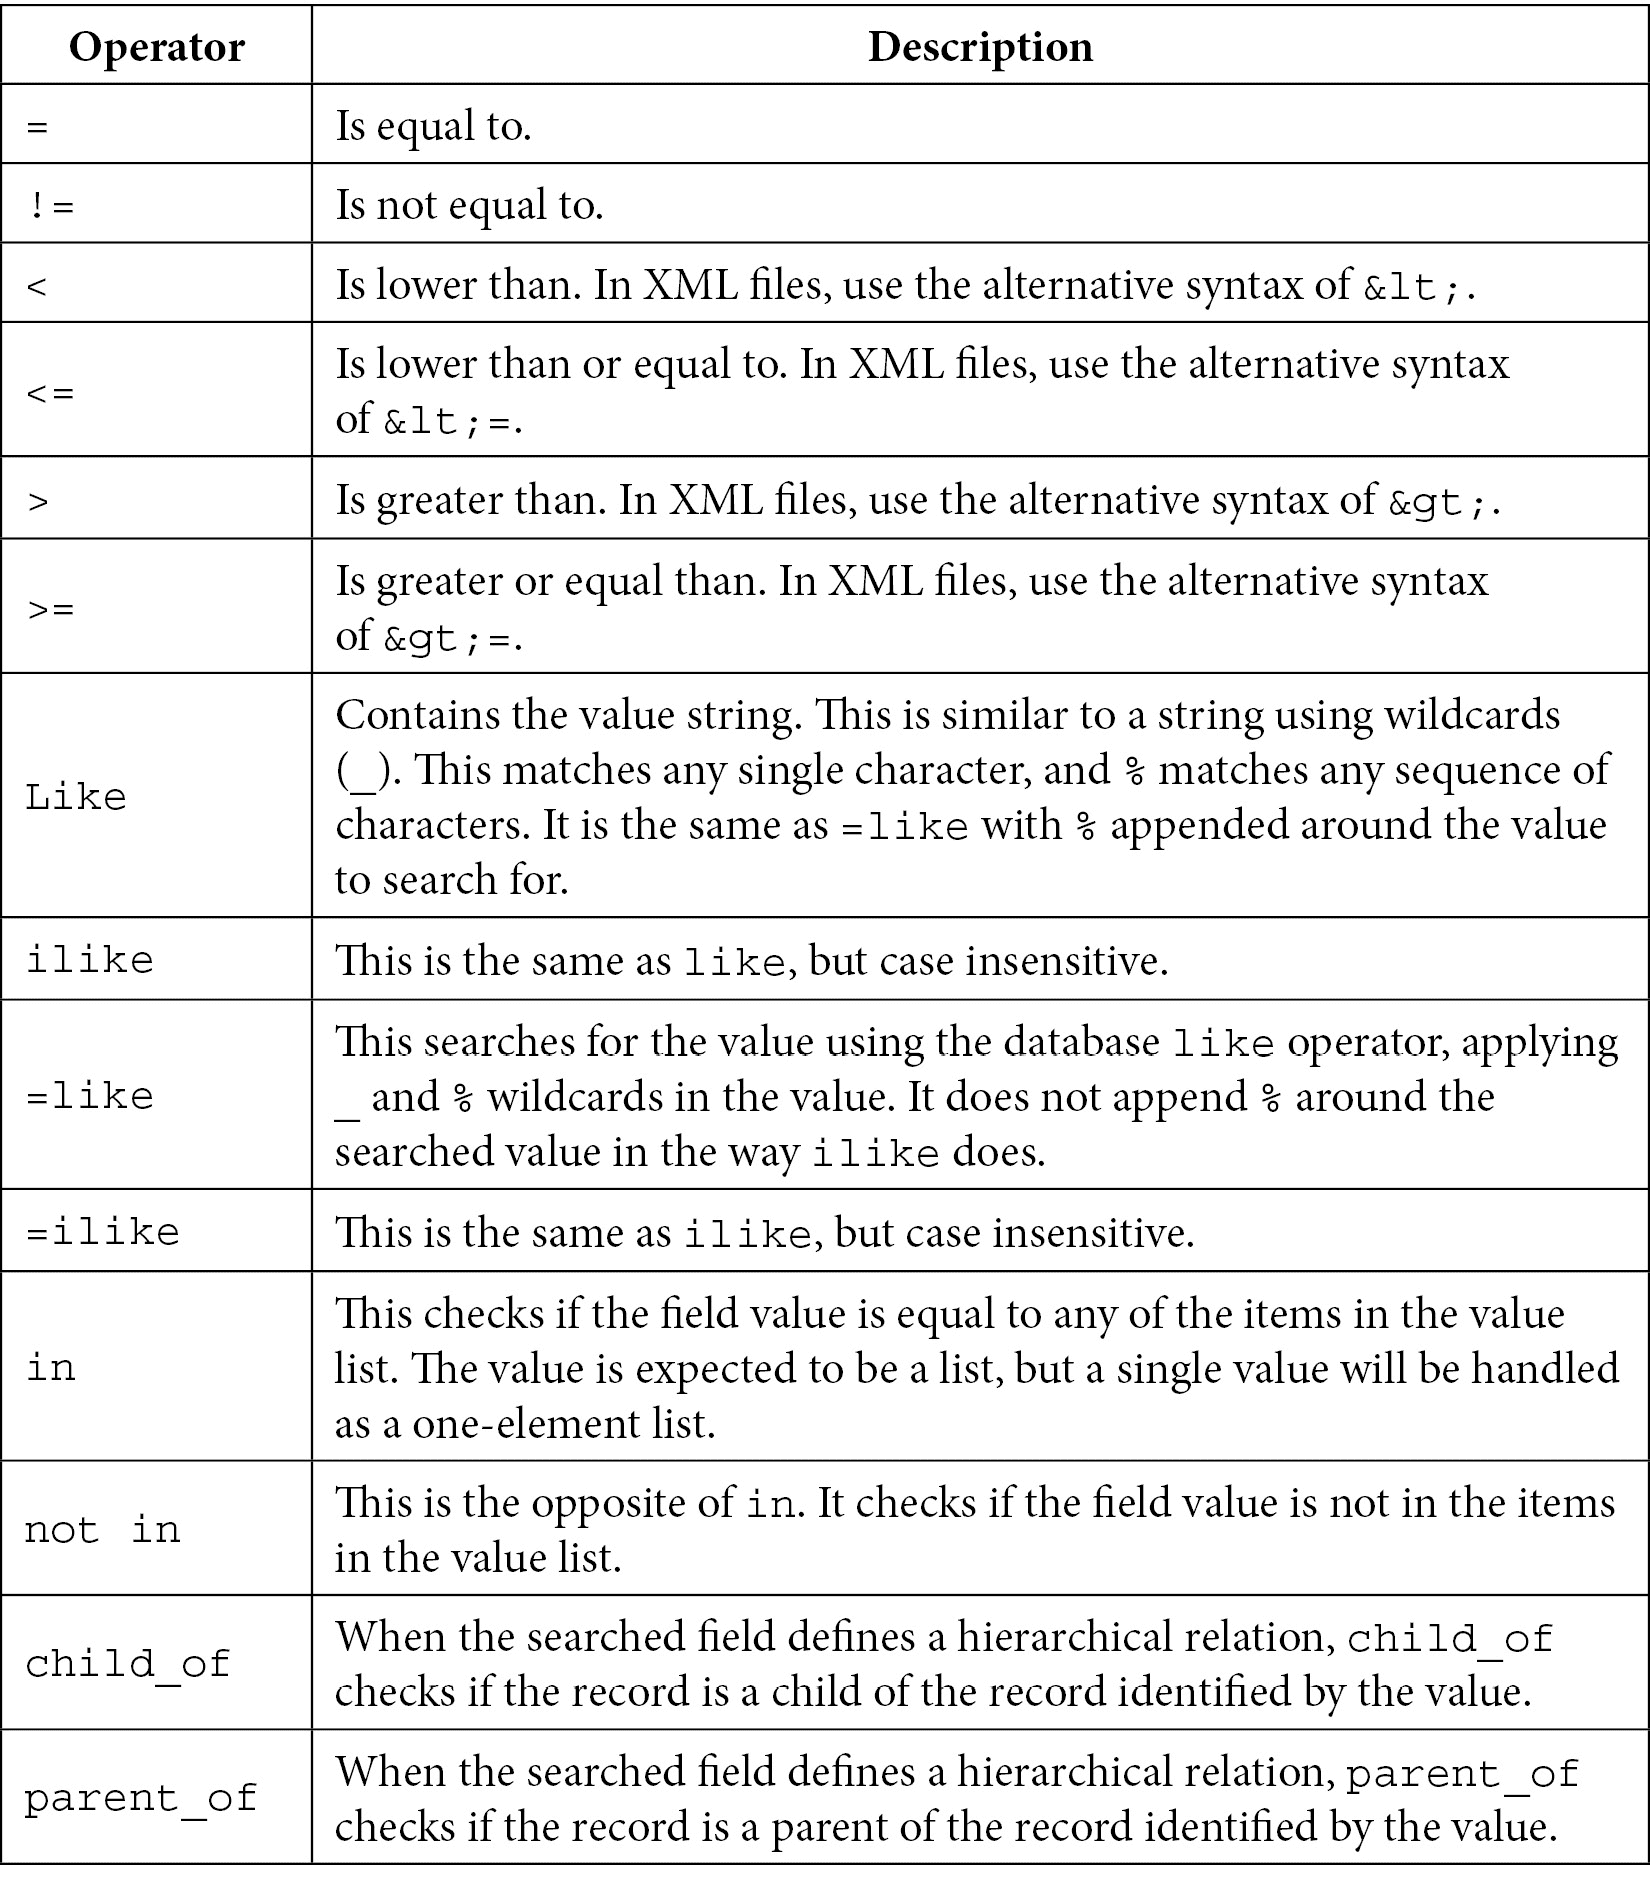 Operator Description
= Is equal to.
!= Is not equal to.
< Is lower than. In XML files, use the alternative syntax of &lt;.
<= Is lower than or equal to. In XML files, use the alternative syntax
of &lt;=.
> Is greater than. In XML files, use the alternative syntax of &gt;.
>= Is greater or equal than. In XML files, use the alternative syntax
of &gt;=.
Like Contains the value string. This is similar to a string using wildcards
(_). This matches any single character, and % matches any sequence of
characters. It is the same as =like with % appended around the value
to search for.
ilike This is the same as like, but case insensitive.
=like This searches for the value using the database like operator, applying
_ and % wildcards in the value. It does not append % around the
searched value in the way ilike does.
=ilike This is the same as ilike, but case insensitive.
in This checks if the field value is equal to any of the items in the value
list. The value is expected to be a list, but a single value will be handled
as a one-element list.
not in This is the opposite of in. It checks if the field value is not in the items
in the value list.
child_of When the searched field defines a hierarchical relation, child_of
checks if the record is a child of the record identified by the value.
parent_of When the searched field defines a hierarchical relation, parent_of
checks if the record is a parent of the record identified by the value.